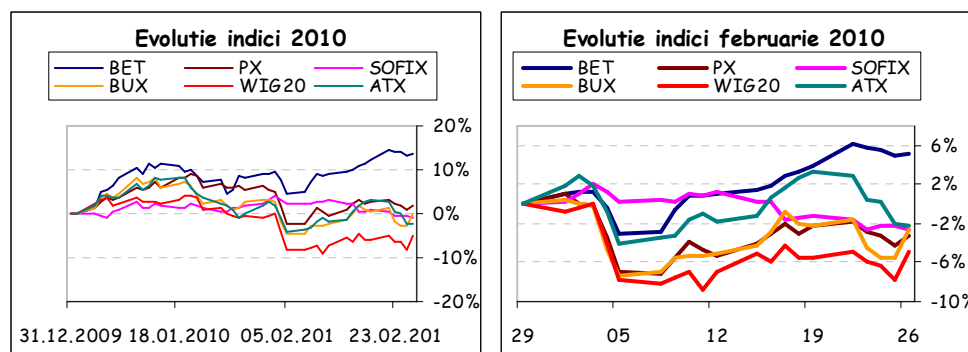 Evolutie indici 2010
BET PX SOFIX
BUX WIG20 ATX
20%
10%
0%
-10%
-20%
31.12.2009 18.01.2010 05.02.201 23.02.201
Evolutie indici februarie 2010
BET PX SOFIX
BUX WIG20 ATX
6%
2%
-2%
-6%
-10%
29 05 12 19 26